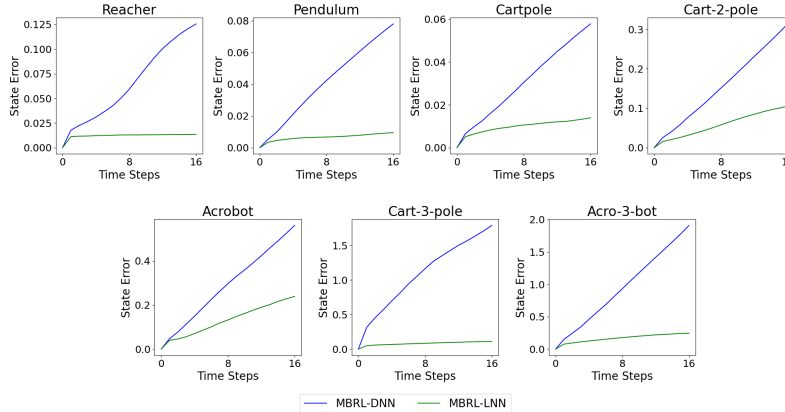 Reacher
Pendulum
Cartpole
Cart-2-pole
0.125
0.100
0.075
0.050
0.025
0.000
State Error
0
8
16
Time Steps
0.08
0.06
0.04
0.02
0.00
State Error
0
8
16
Time Steps
0.06
0.04
0.02
0.00
State Error
0
8
16
Time Steps
0.3
0.2
0.1
0.0
State Error
0
8
Time Steps
Acrobot
Cart-3-pole
Acro-3-bot
0.4
0.2
0.0
State Error
0
8
16
Time Steps
1.5
1.0
0.5
0.0
State Error
0
8
16
Time Steps
2.0
1.5
1.0
0.5
0.0
State Error
0
8
16
Time Steps
MBRL-DNN
MBRL-LNN